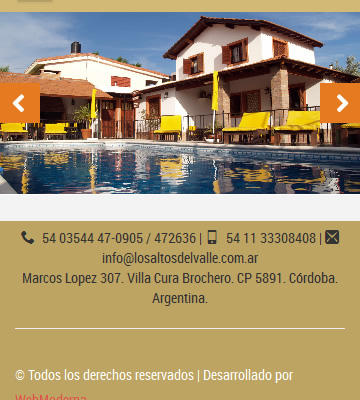 54 03544 47-0905 / 472636 | 54 11 33308408 |
info@losaltosdelvalle.com.ar
Marcos Lopez 307. Villa Cura Brochero. CP 5891. Córdoba.
Argentina.
© Todos los derechos reservados | Desarrollado por
WebModerna